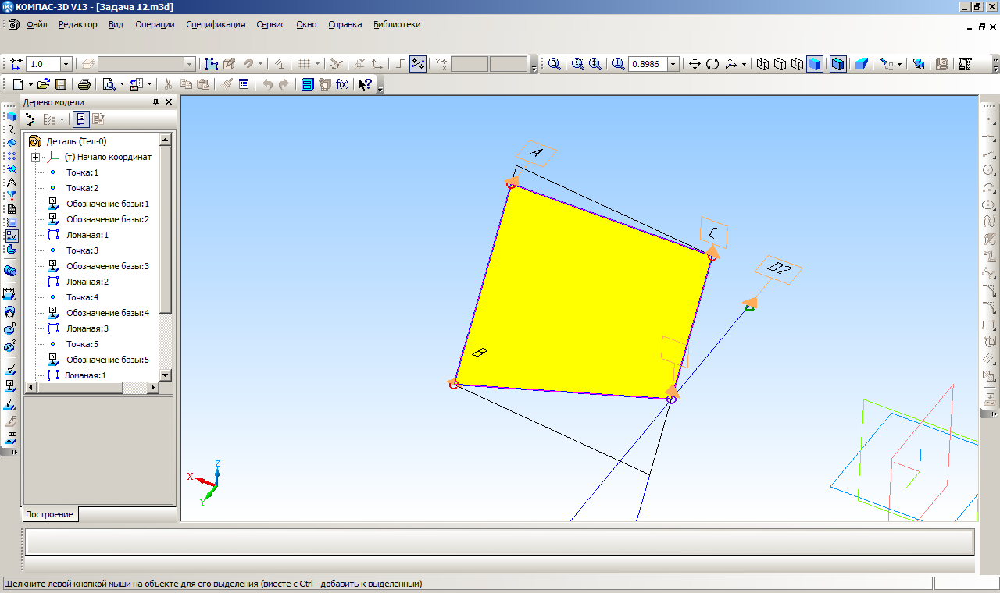 КОМПАС-3D V13 - [Задача 12.m3d]
Файл Редактор Вид Операции Спецификация Сервис Окно Справка Библиотеки
1.0 0.8986
f(x)
Дерево модели
Деталь (Тел-0)
(т) Начало координат
Точка:1
Точка:2
Обозначение базы:1
Обозначение базы:2
Ломаная:1
Точка:3
Обозначение базы:3
Ломаная:2
Точка:4
Обозначение базы:4
Ломаная:3
Точка:5
Обозначение базы:5
Ломаная:1
Построение
A
C
D2
B
Z
X
Y
Щелкните левой кнопкой мыши на объекте для его выделения (вместе с Ctrl - добавить к выделенным)